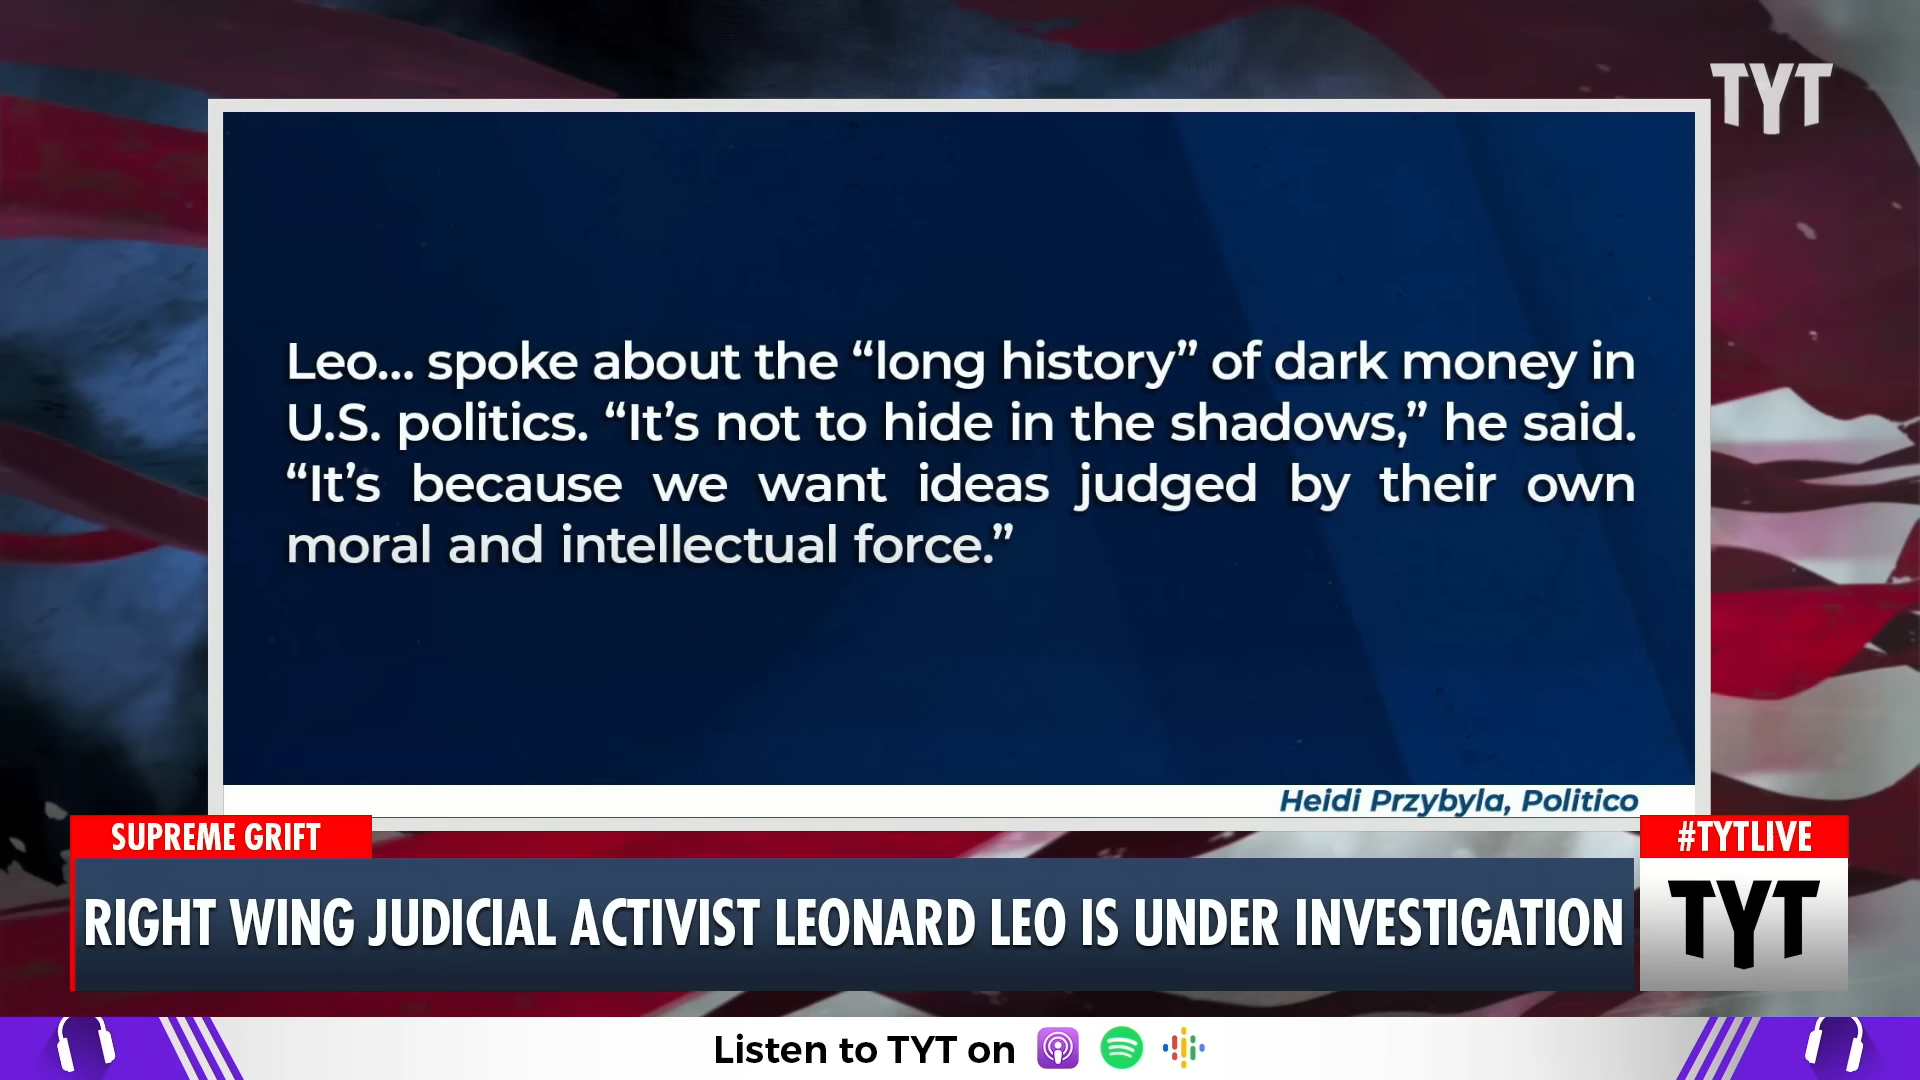 TYT
Leo... spoke about the “long history” of dark money in
U.S. politics. “It’s not to hide in the shadows,” he said.
“It’s because we want ideas judged by their own
moral and intellectual force.”
Heidi Przybyla, Politico
SUPREME GRIFT
#TYTLIVE
RIGHT WING JUDICIAL ACTIVIST LEONARD LEO IS UNDER INVESTIGATION
TYT
Listen to TYT on